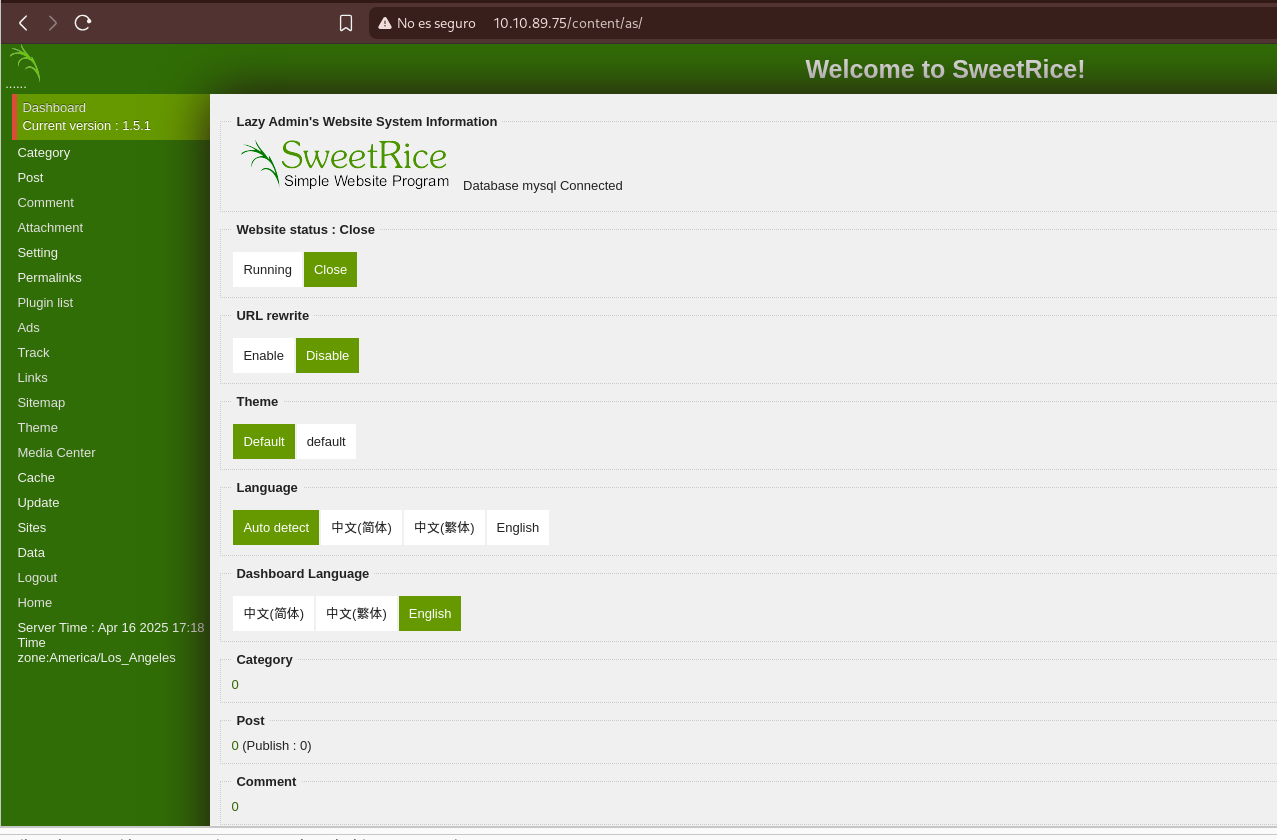 No es seguro 10.10.89.75/content/as/
Welcome to SweetRice!
......
Dashboard
Current version : 1.5.1
Category
Post
Comment
Attachment
Setting
Permalinks
Plugin list
Ads
Track
Links
Sitemap
Theme
Media Center
Cache
Update
Sites
Data
Logout
Home
Server Time : Apr 16 2025 17:18
Time
zone:America/Los_Angeles
Lazy Admin's Website System Information
SweetRice
Simple Website Program
Database mysql Connected
Website status : Close
Running Close
URL rewrite
Enable Disable
Theme
Default default
Language
Auto detect 中文(简体) 中文(繁体) English
Dashboard Language
中文(简体) 中文(繁体) English
Category
0
Post
0 (Publish : 0)
Comment
0